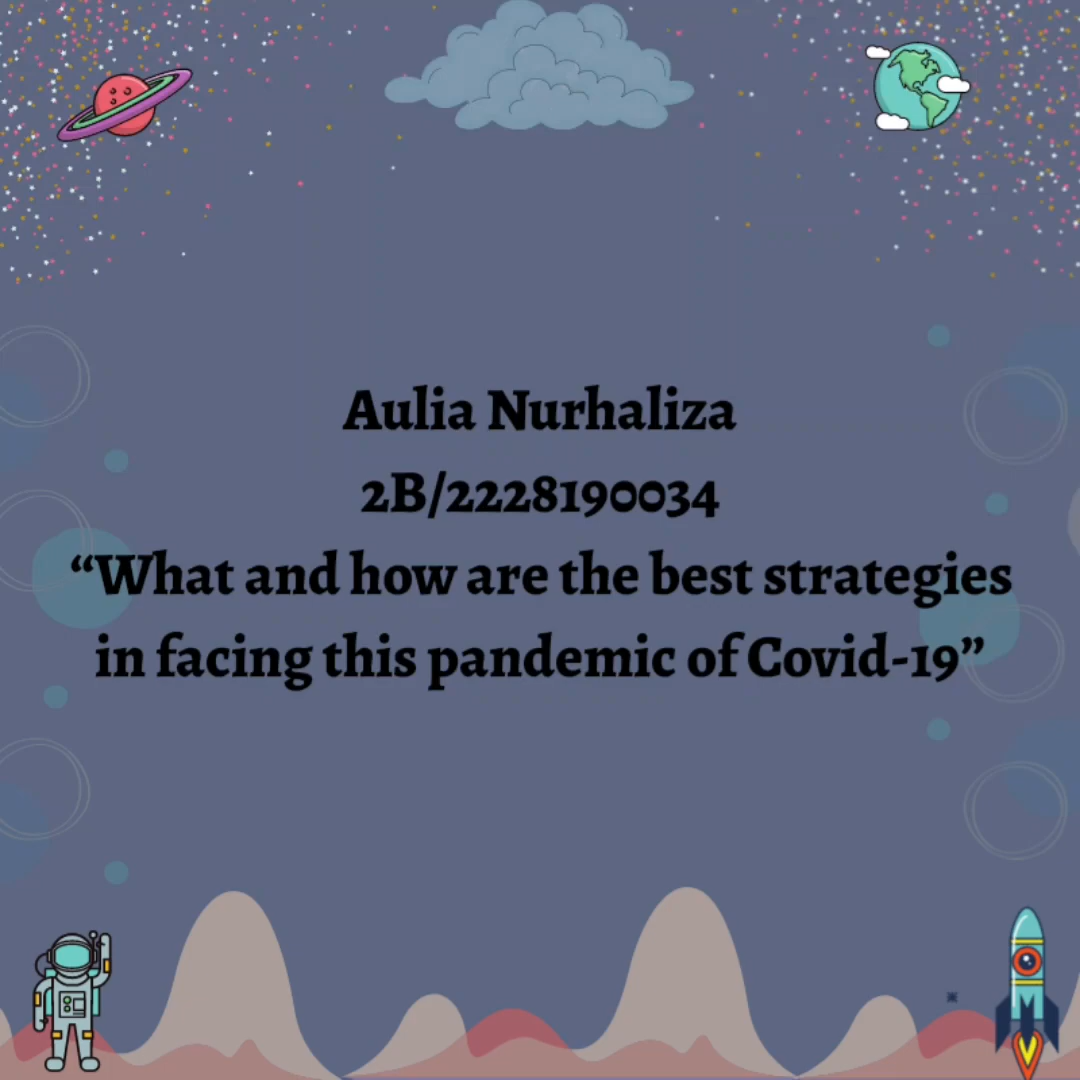 Aulia Nurhaliza
2B/2228190034
“What and how are the best strategies
in facing this pandemic of Covid-19”